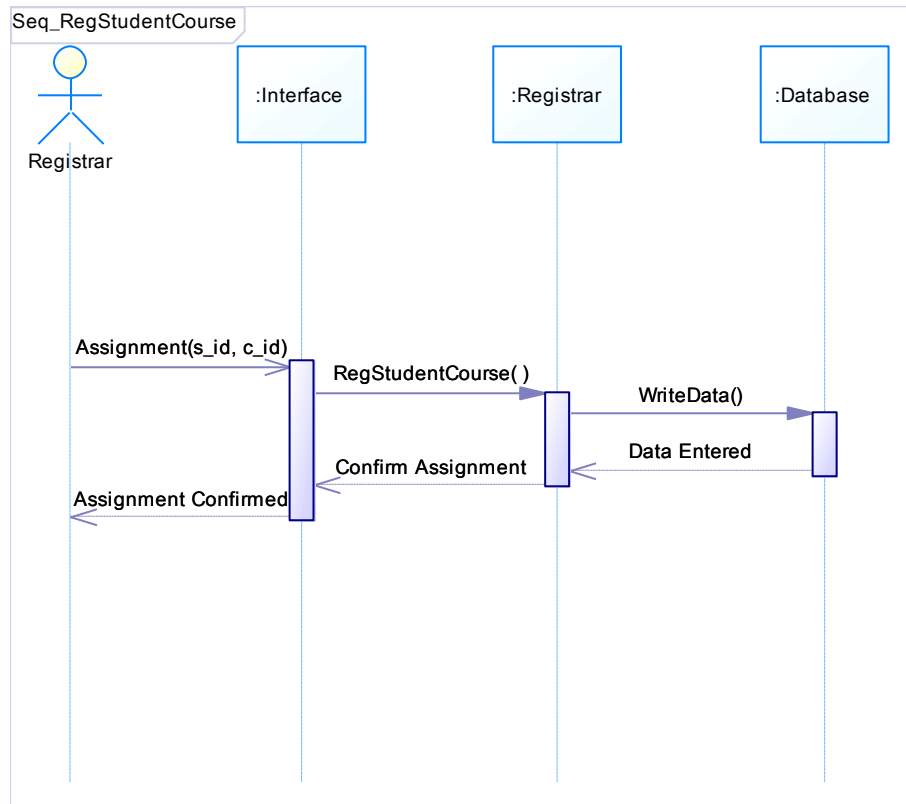 Seq_RegStudentCourse
:Interface
:Registrar
:Database
Registrar
Assignment(s_id, c_id)
RegStudentCourse( )
WriteData()
Data Entered
Confirm Assignment
Assignment Confirmed